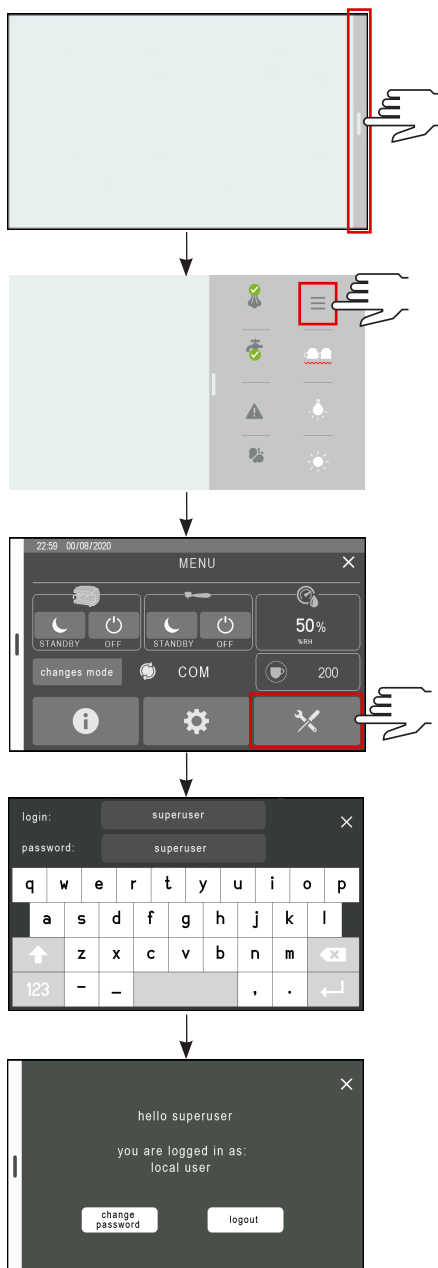 22:59 00/08/2020
MENU
STANDBY OFF STANDBY OFF
50%
%RH
changes mode COM 200
login: superuser
password: superuser
q w e r t y u i o p
a s d f g h j k l
z x c v b n m
123 - _ , .
hello superuser
you are logged in as:
local user
change
password
logout